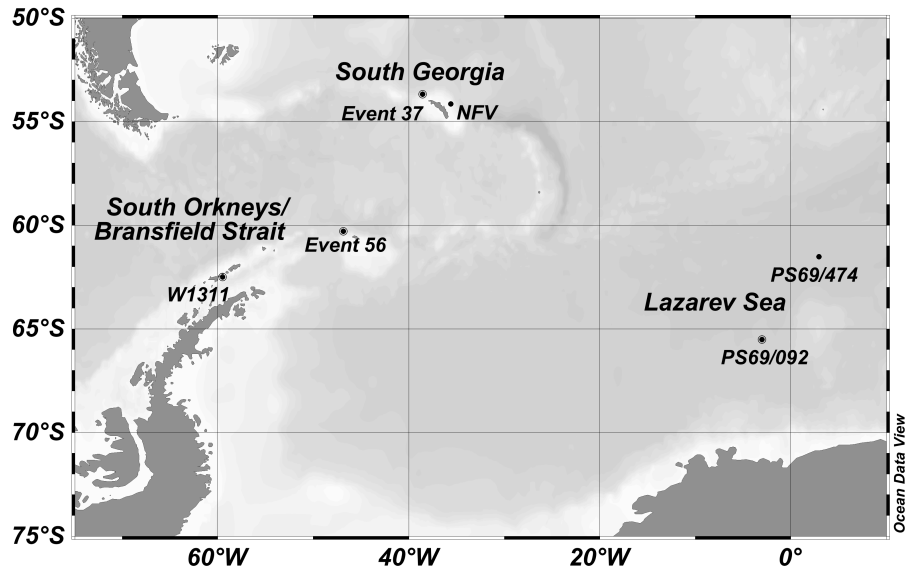 50°S
South Georgia
Event 37
NFV
55°S
South Orkneys/
Bransfield Strait
60°S
Event 56
W1311
PS69/474
Lazarev Sea
65°S
PS69/092
70°S
75°S
60°W
40°W
20°W
0°
Ocean Data View